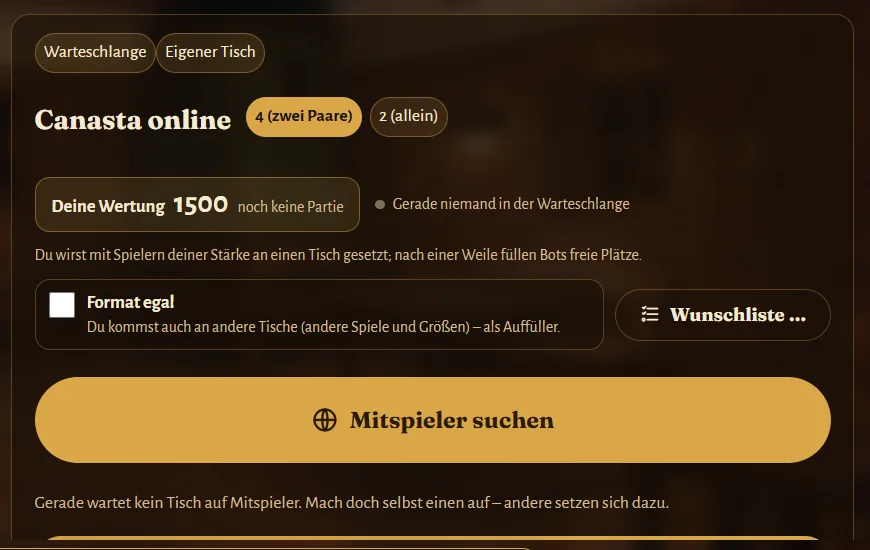 Warteschlange Eigener Tisch
Canasta online 4 (zwei Paare) 2 (allein)
Deine Wertung 1500 noch keine Partie Gerade niemand in der Warteschlange
Du wirst mit Spielern deiner Stärke an einen Tisch gesetzt; nach einer Weile füllen Bots freie Plätze.
Format egal
Du kommst auch an andere Tische (andere Spiele und Größen) – als Auffüller.
Wunschliste ...
Mitspieler suchen
Gerade wartet kein Tisch auf Mitspieler. Mach doch selbst einen auf – andere setzen sich dazu.